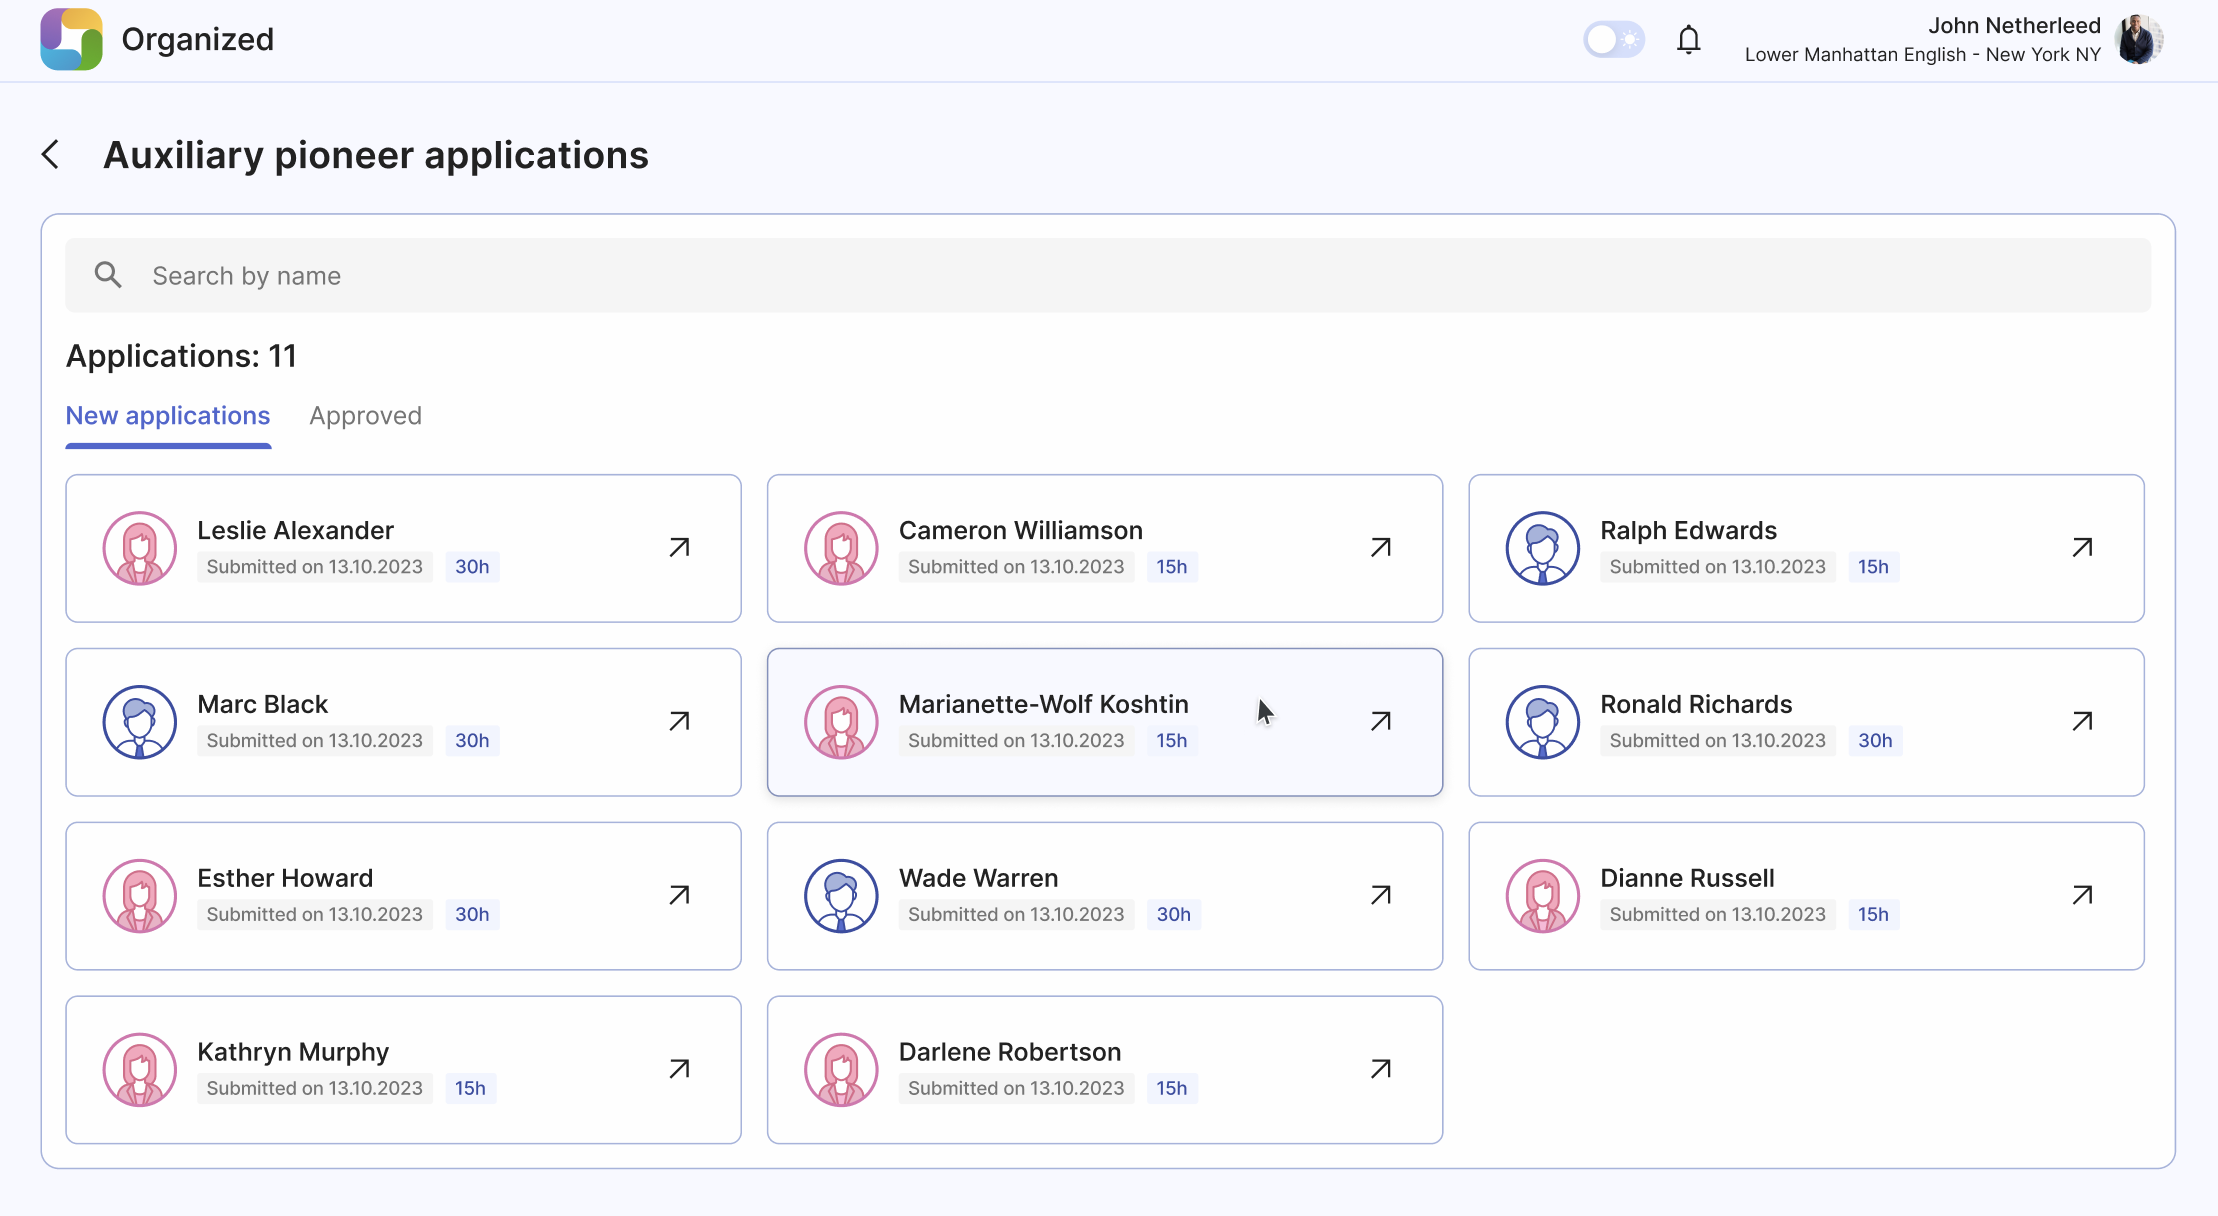 Organized
John Netherleed
Lower Manhattan English - New York NY
Auxiliary pioneer applications
Search by name
Applications: 11
New applications
Approved
Leslie Alexander
Submitted on 13.10.2023 30h
Cameron Williamson
Submitted on 13.10.2023 15h
Ralph Edwards
Submitted on 13.10.2023 15h
Marc Black
Submitted on 13.10.2023 30h
Marianette-Wolf Koshtin
Submitted on 13.10.2023 15h
Ronald Richards
Submitted on 13.10.2023 30h
Esther Howard
Submitted on 13.10.2023 30h
Wade Warren
Submitted on 13.10.2023 30h
Dianne Russell
Submitted on 13.10.2023 15h
Kathryn Murphy
Submitted on 13.10.2023 15h
Darlene Robertson
Submitted on 13.10.2023 15h